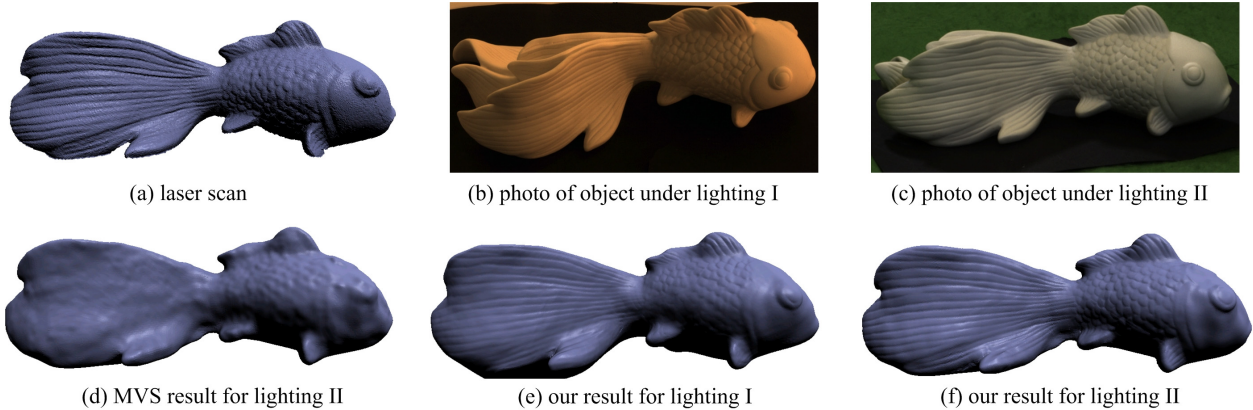 (a) laser scan
(b) photo of object under lighting I
(c) photo of object under lighting II
(d) MVS result for lighting II
(e) our result for lighting I
(f) our result for lighting II